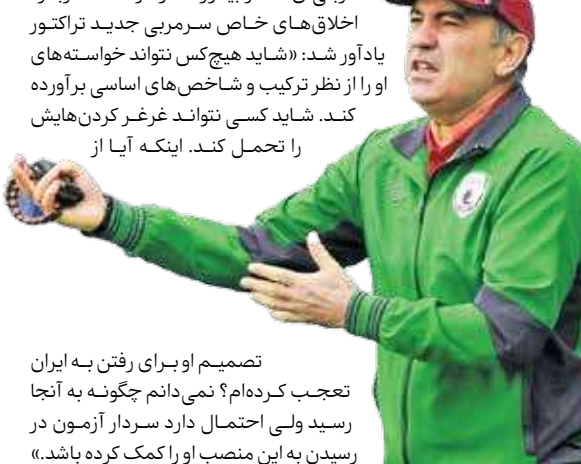 اخلاق‌های خاص سرمربی جدید تراکتور
یادآور شد: «شاید هیچ‌کس نتواند خواسته‌های
او را از نظر ترکیب و شاخص‌های اساسی برآورده
کند. شاید کسی نتواند غرغر کردن‌هایش
را تحمل کند. اینکه آیا از
تصمیم او برای رفتن به ایران
تعجب کرده‌ام؟ نمی‌دانم چگونه به آنجا
رسید ولی احتمال دارد سردار آزمون در
رسیدن به این منصب او را کمک کرده باشد.»